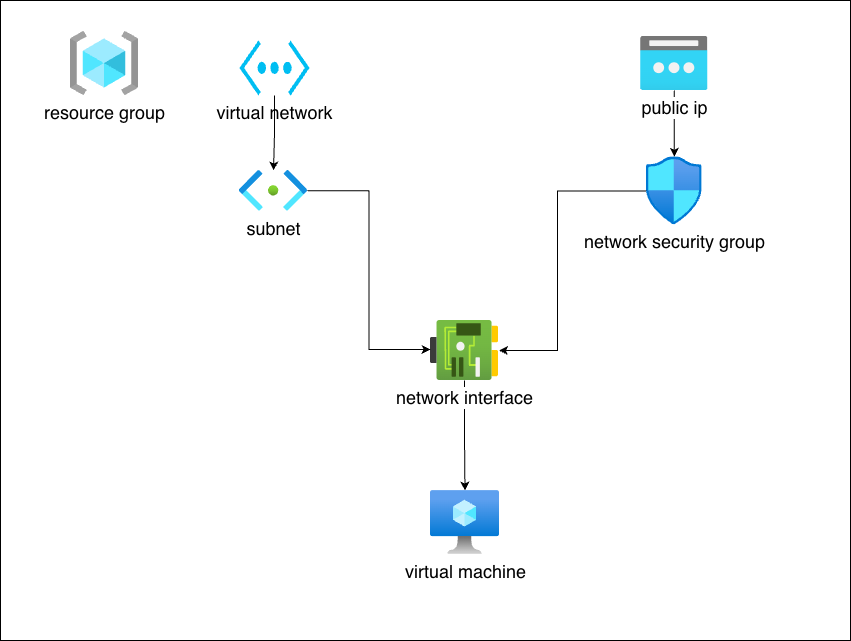 resource group
virtual network
public ip
subnet
network security group
network interface
virtual machine